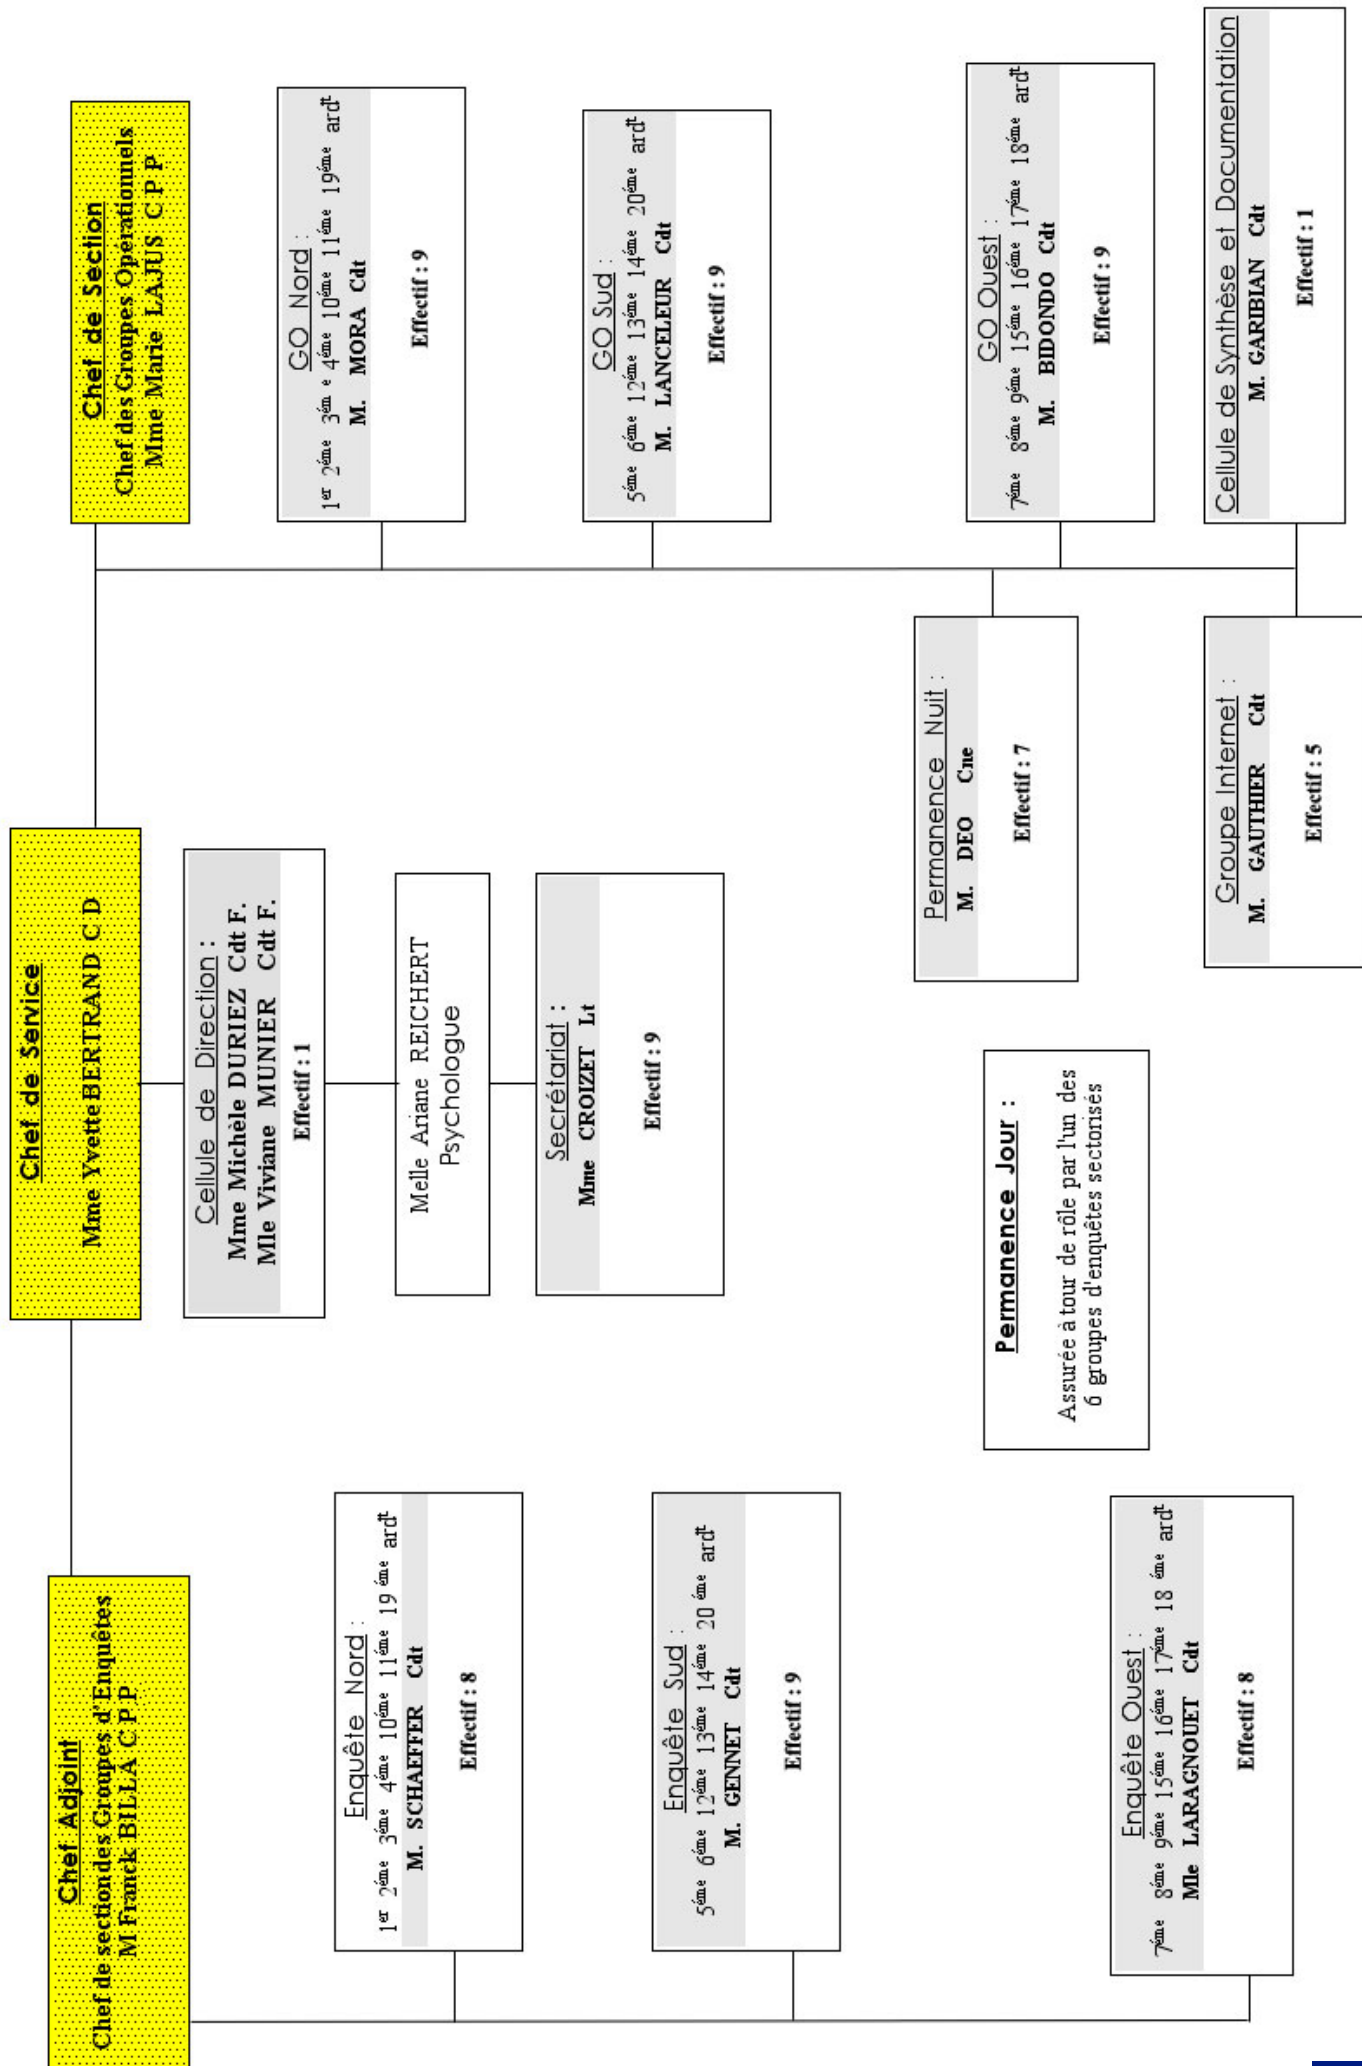 Chef de Service
Mme Yvette BERTRAND C D
Chef Adjoint
Chef de section des Groupes d'Enquêtes
M Franck BILLA C P P
Chef de Section
Chef des Groupes Operationnels
Mme Marie LAJUS C P P
Cellule de Direction :
Mme Michèle DURIEZ Cdt F.
Mle Viviane MUNIER Cdt F.
Effectif : 1
Melle Ariane REICHERT
Psychologue
Secrétariat :
Mme CROIZET Lt
Effectif : 9
Enquête Nord :
1er 2éme 3éme 4éme 10éme 11éme 19 éme ardt
M. SCHAEFFER Cdt
Effectif : 8
Enquête Sud :
5éme 6éme 12éme 13éme 14éme 20 éme ardt
M. GENNET Cdt
Effectif : 9
Enquête Ouest :
7éme 8éme 9éme 15éme 16éme 17éme 18 éme ardt
Mle LARAGNOUET Cdt
Effectif : 8
Permanence Jour :
Assurée à tour de rôle par l'un des
6 groupes d'enquêtes sectorisés
GO Nord :
1er 2éme 3ém e 4éme 10éme 11éme 19éme ardt
M. MORA Cdt
Effectif : 9
GO Sud :
5éme 6éme 12éme 13éme 14éme 20éme ardt
M. LANCELEUR Cdt
Effectif : 9
Permanence Nuit :
M. DEO Cne
Effectif : 7
GO Ouest :
7éme 8éme 9éme 15éme 16éme 17éme 18éme ardt
M. BIDONDO Cdt
Effectif : 9
Groupe Internet :
M. GAUTHIER Cdt
Effectif : 5
Cellule de Synthèse et Documentation
M. GARIBIAN Cdt
Effectif : 1